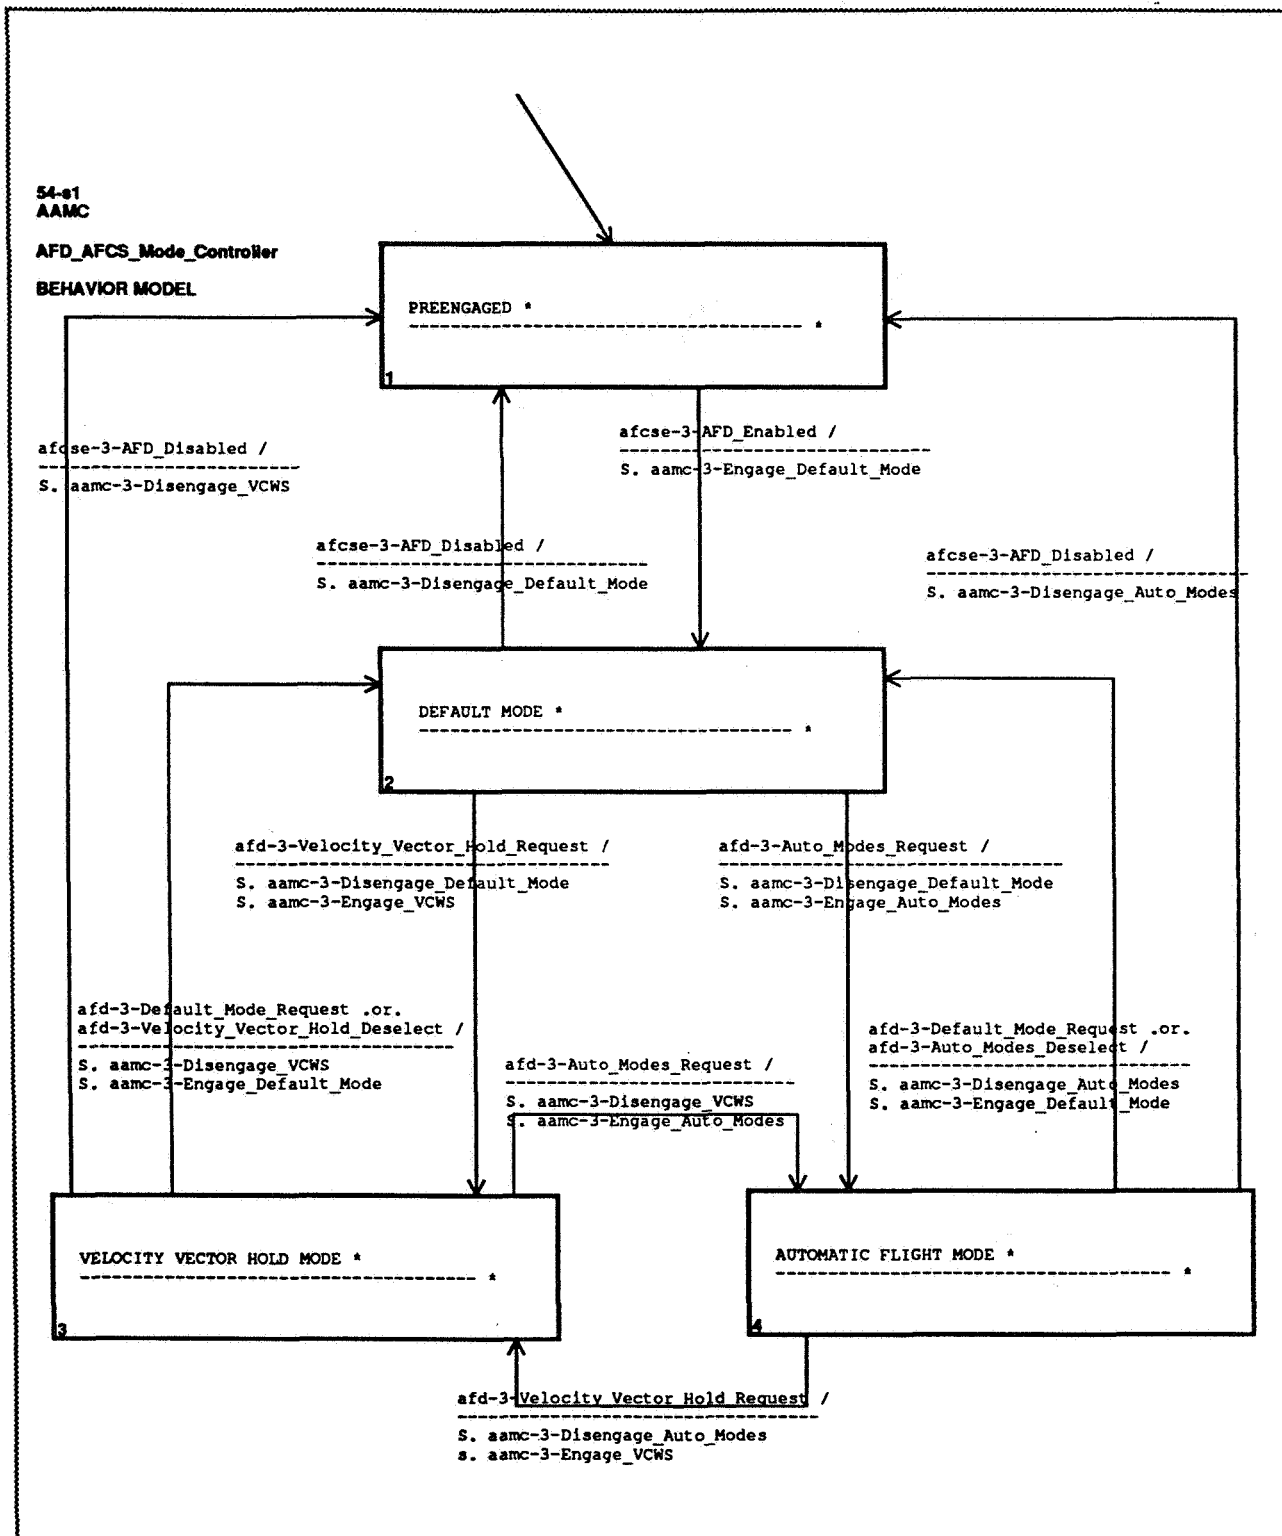 54-s1
AAMC
AFD_AFCS_Mode_Controller
BEHAVIOR MODEL
PREENGAGED *
----------------------------------- *
1
afcse-3-AFD_Disabled /
-------------------------
S. aamc-3-Disengage_VCWS
afcse-3-AFD_Enabled /
------------------------------
S. aamc-3-Engage_Default_Mode
afcse-3-AFD_Disabled /
--------------------------------
S. aamc-3-Disengage_Default_Mode
afcse-3-AFD_Disabled /
-------------------------------
S. aamc-3-Disengage_Auto_Modes
DEFAULT MODE *
----------------------------------- *
2
afd-3-Velocity_Vector_Hold_Request /
------------------------------------
S. aamc-3-Disengage_Default_Mode
S. aamc-3-Engage_VCWS
afd-3-Auto_Modes_Request /
---------------------------------
S. aamc-3-Disengage_Default_Mode
S. aamc-3-Engage_Auto_Modes
afd-3-Default_Mode_Request .or.
afd-3-Velocity_Vector_Hold_Deselect /
------------------------------------
S. aamc-3-Disengage_VCWS
S. aamc-3-Engage_Default_Mode
afd-3-Auto_Modes_Request /
----------------------------
S. aamc-3-Disengage_VCWS
S. aamc-3-Engage_Auto_Modes
afd-3-Default_Mode_Request .or.
afd-3-Auto_Modes_Deselect /
-------------------------------
S. aamc-3-Disengage_Auto_Modes
S. aamc-3-Engage_Default_Mode
VELOCITY VECTOR HOLD MODE *
-------------------------------------- *
3
AUTOMATIC FLIGHT MODE *
-------------------------------------- *
4
afd-3-Velocity_Vector_Hold_Request /
-----------------------------------
S. aamc-3-Disengage_Auto_Modes
s. aamc-3-Engage_VCWS